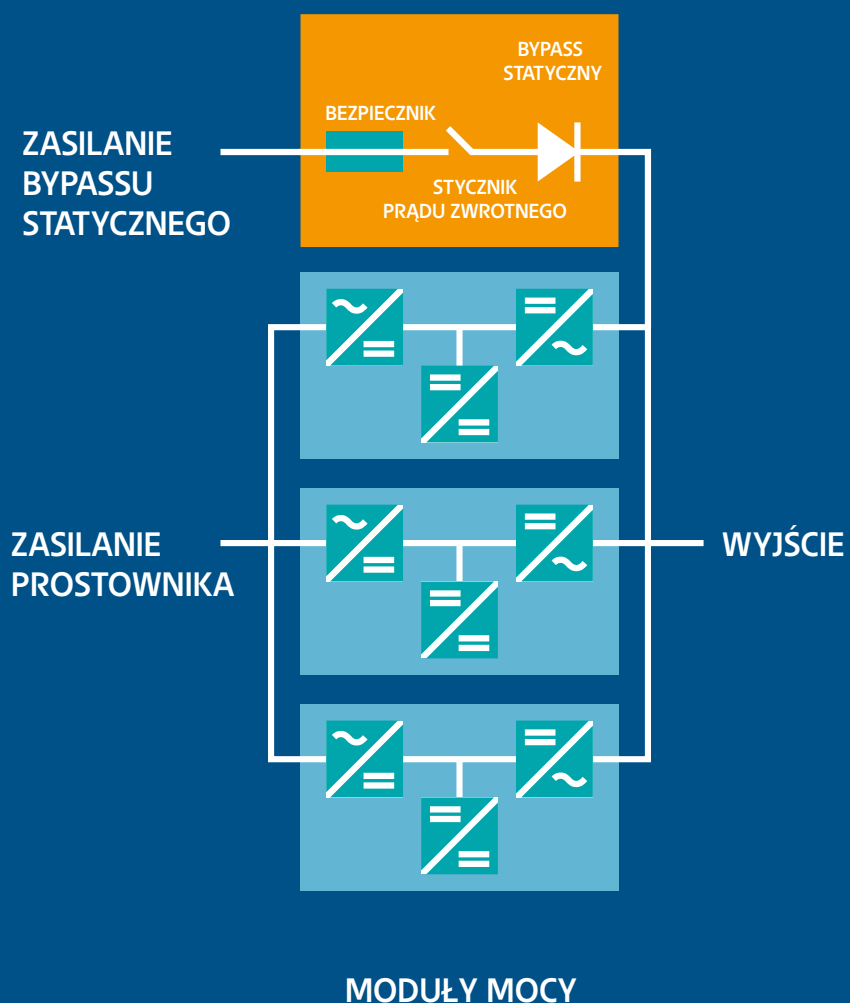 BYPASS
STATYCZNY
BEZPIECZNIK
ZASILANIE
BYPASSU
STATYCZNEGO
STYCZNIK
PRĄDU ZWROTNEGO
ZASILANIE
PROSTOWNIKA
WYJŚCIE
MODUŁY MOCY